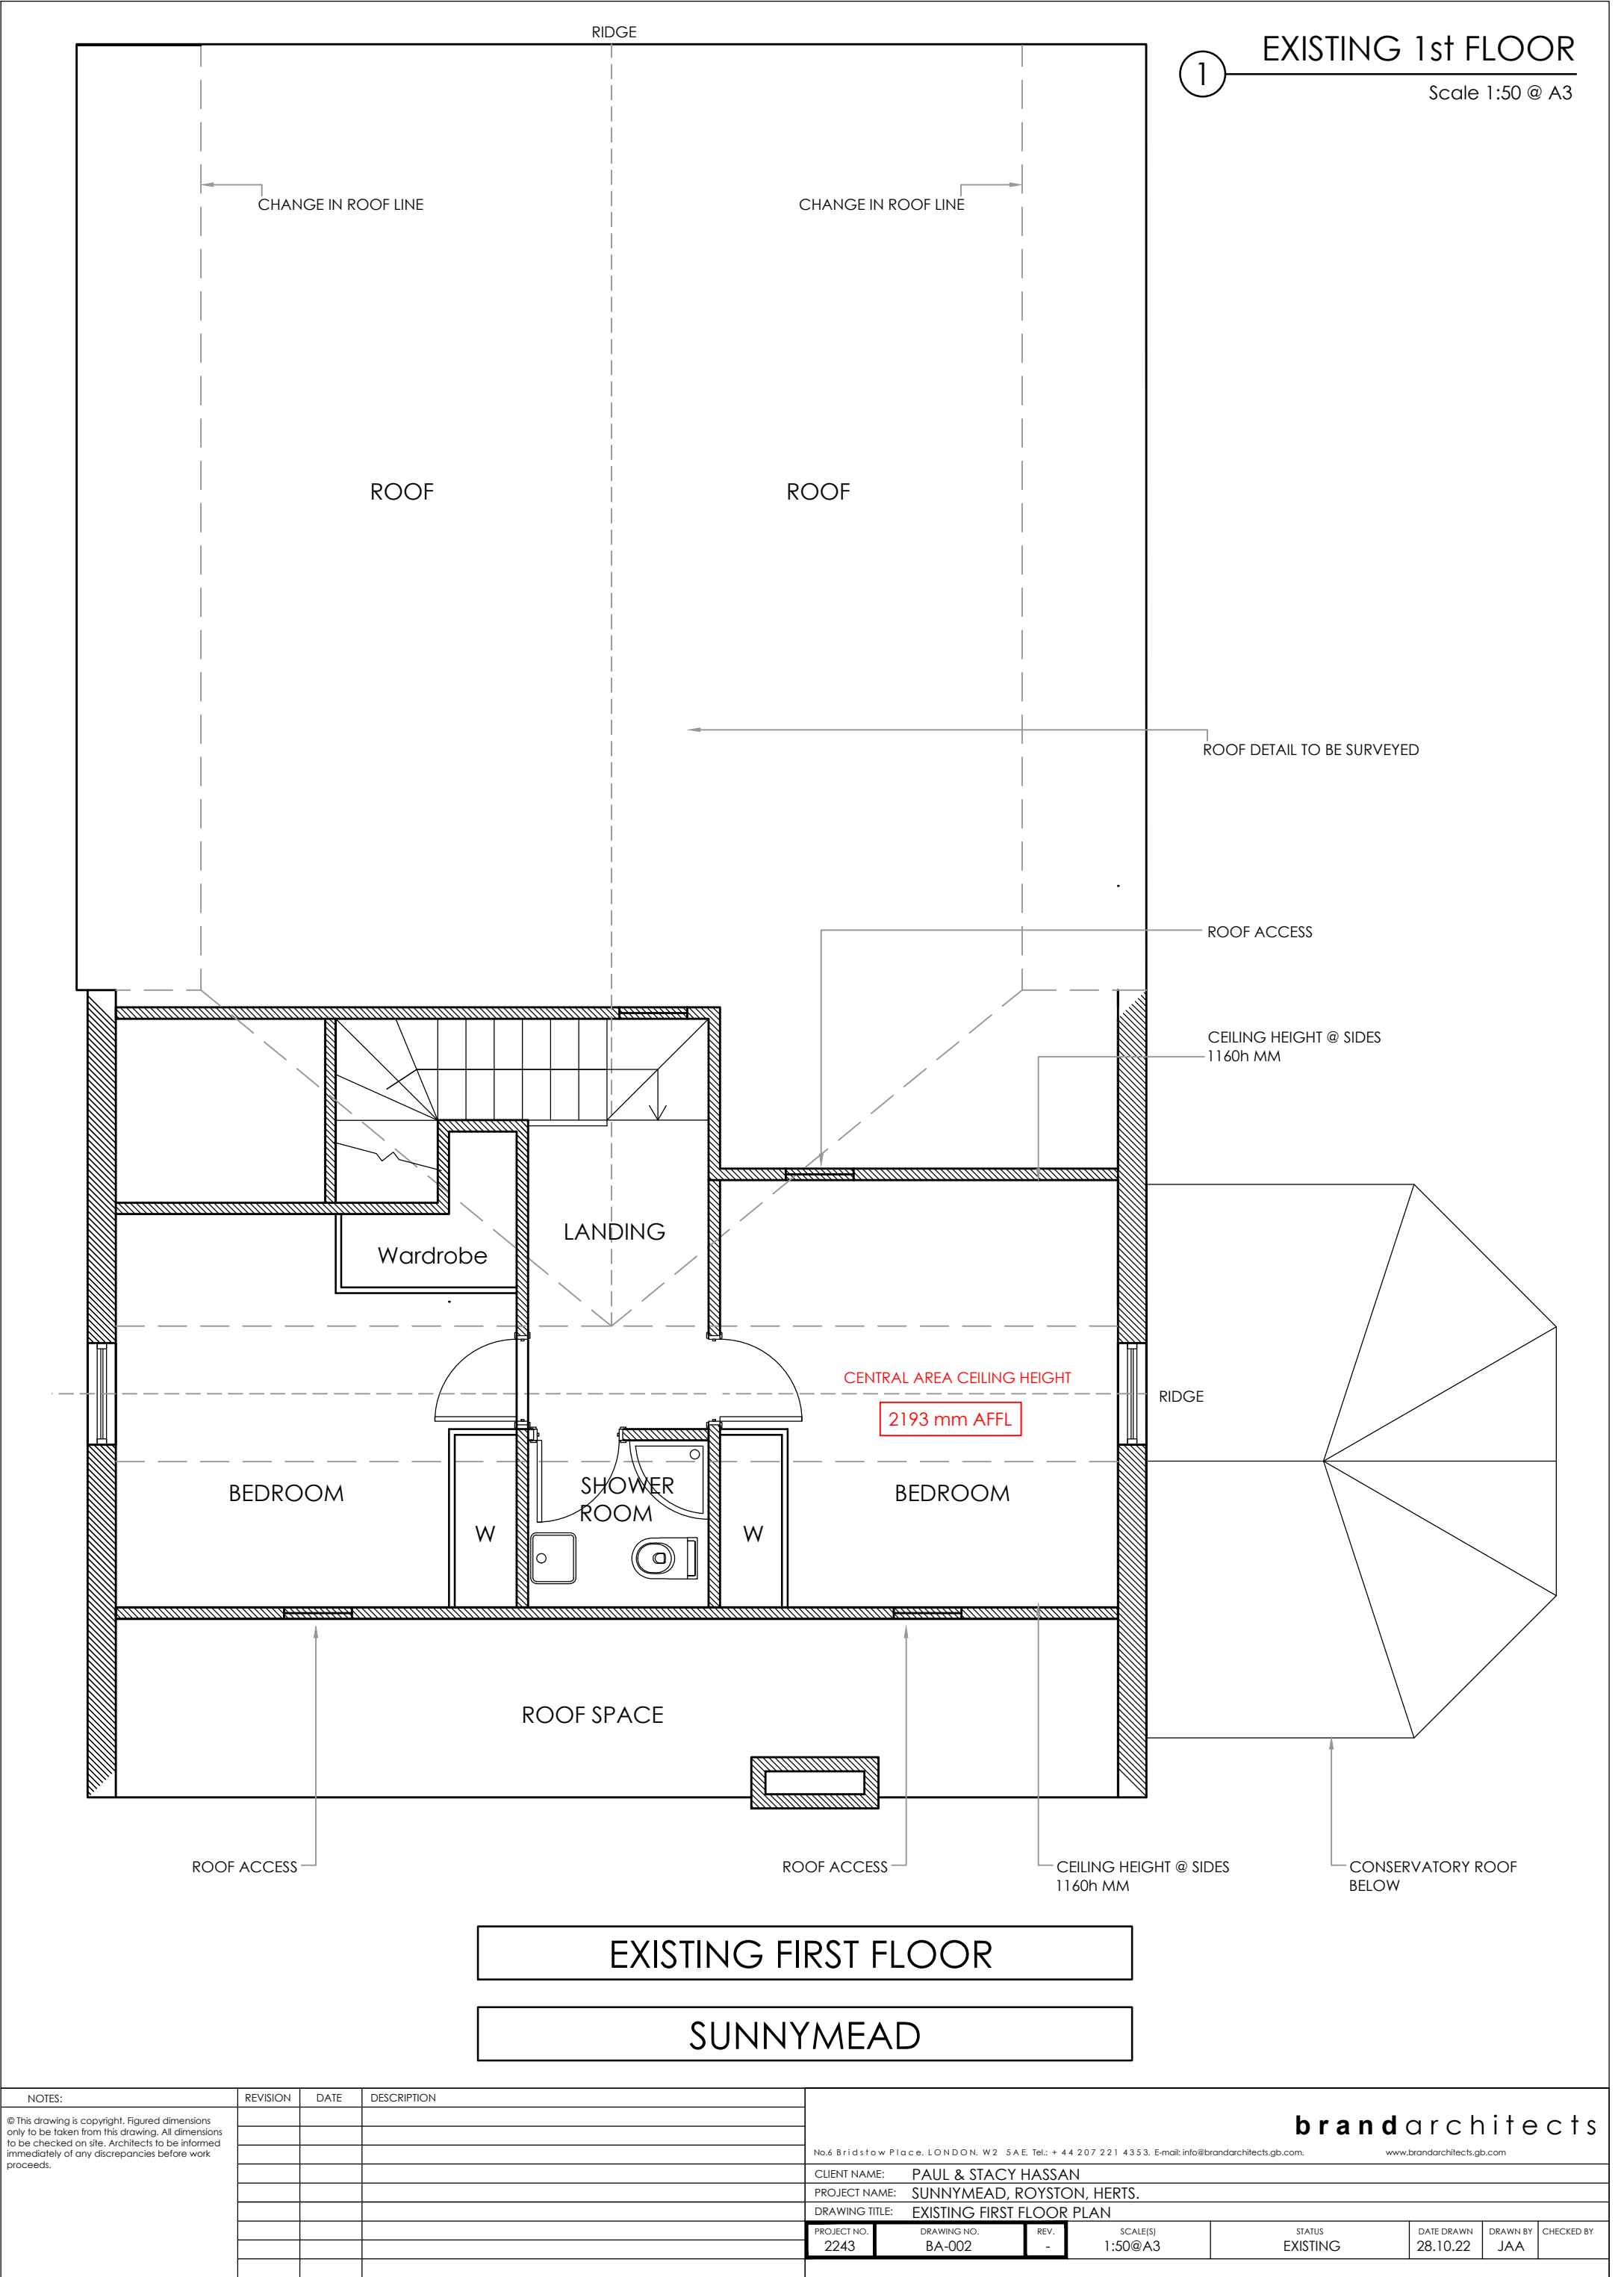 RIDGE
EXISTING 1st FLOOR
1
Scale 1:50 @ A3
CHANGE IN ROOF LINE
CHANGE IN ROOF LINE
ROOF
ROOF
ROOF DETAIL TO BE SURVEYED
ROOF ACCESS
CEILING HEIGHT @ SIDES
1160h MM
LANDING
Wardrobe
CENTRAL AREA CEILING HEIGHT
2193 mm AFFL
RIDGE
BEDROOM
SHOWER
ROOM
BEDROOM
W
W
ROOF SPACE
ROOF ACCESS
ROOF ACCESS
CEILING HEIGHT @ SIDES
1160h MM
CONSERVATORY ROOF
BELOW
EXISTING FIRST FLOOR
SUNNYMEAD
NOTES:
© This drawing is copyright. Figured dimensions
only to be taken from this drawing. All dimensions
to be checked on site. Architects to be informed
immediately of any discrepancies before work
proceeds.
REVISION DATE DESCRIPTION
brandarchitects
No.6 Bridstow Place. LONDON. W2 5AE. Tel.: + 44 207 221 4353. E-mail: info@brandarchitects.gb.com. www.brandarchitects.gb.com
CLIENT NAME: PAUL & STACY HASSAN
PROJECT NAME: SUNNYMEAD, ROYSTON, HERTS.
DRAWING TITLE: EXISTING FIRST FLOOR PLAN
PROJECT NO. DRAWING NO. REV. SCALE(S) STATUS DATE DRAWN DRAWN BY CHECKED BY
2243 BA-002 - 1:50@A3 EXISTING 28.10.22 JAA